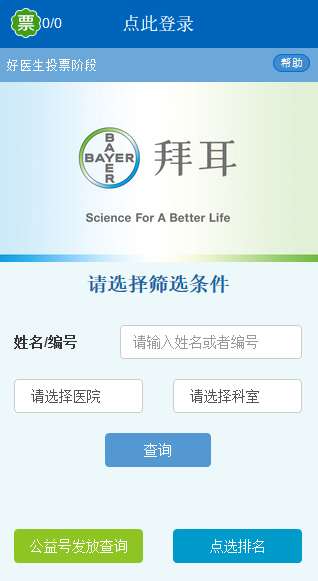 票 0/0 点此登录
好医生投票阶段 帮助
BAYER
BAYER
拜耳
Science For A Better Life
请选择筛选条件
姓名/编号 请输入姓名或者编号
请选择医院 请选择科室
查询
公益号发放查询 点选排名